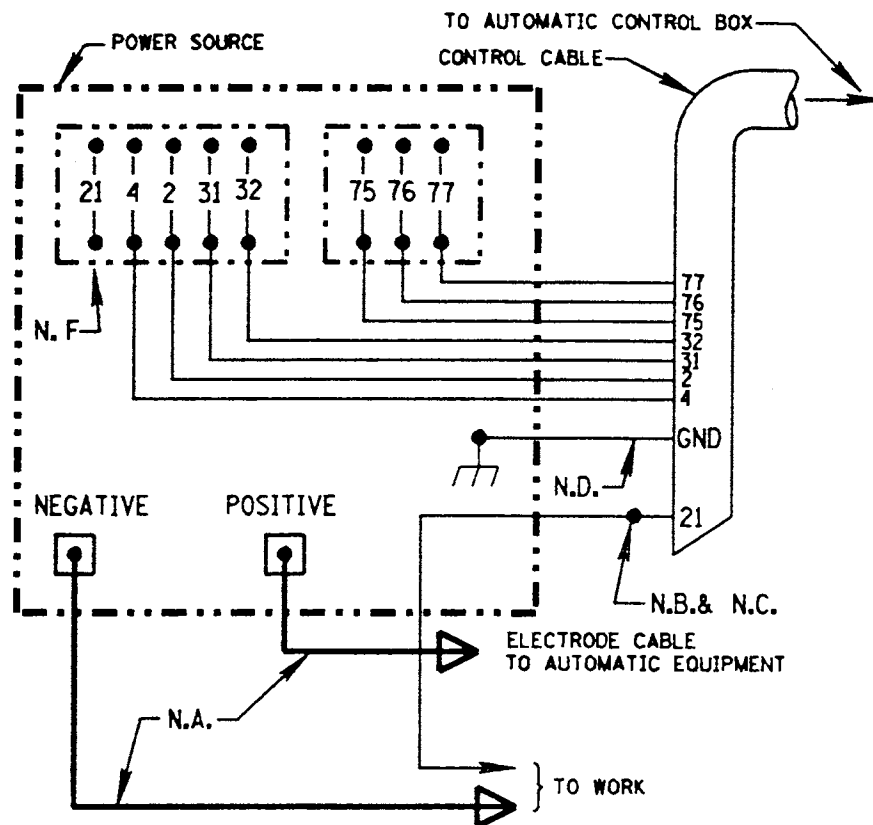 TO AUTOMATIC CONTROL BOX
POWER SOURCE
CONTROL CABLE
21 4 2 31 32 75 76 77
77
76
75
32
31
2
4
N.F
GND
N.D.
NEGATIVE POSITIVE
21
N.B.& N.C.
ELECTRODE CABLE
TO AUTOMATIC EQUIPMENT
N.A.
TO WORK